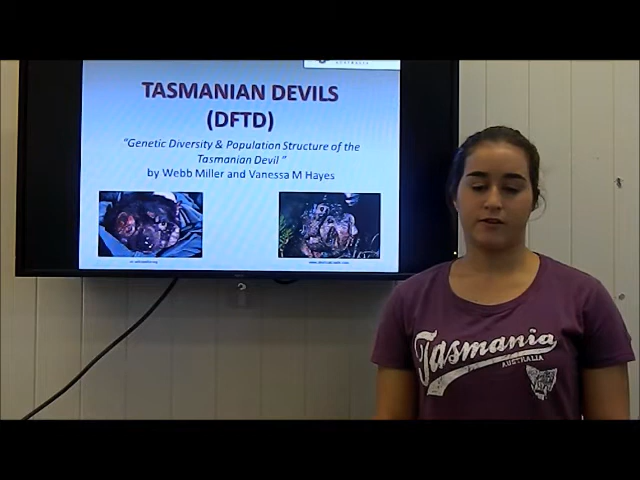 AUSTRALIA
TASMANIAN DEVILS
(DFTD)
"Genetic Diversity & Population Structure of the
Tasmanian Devil "
by Webb Miller and Vanessa M Hayes
Tasmania
AUSTRALIA